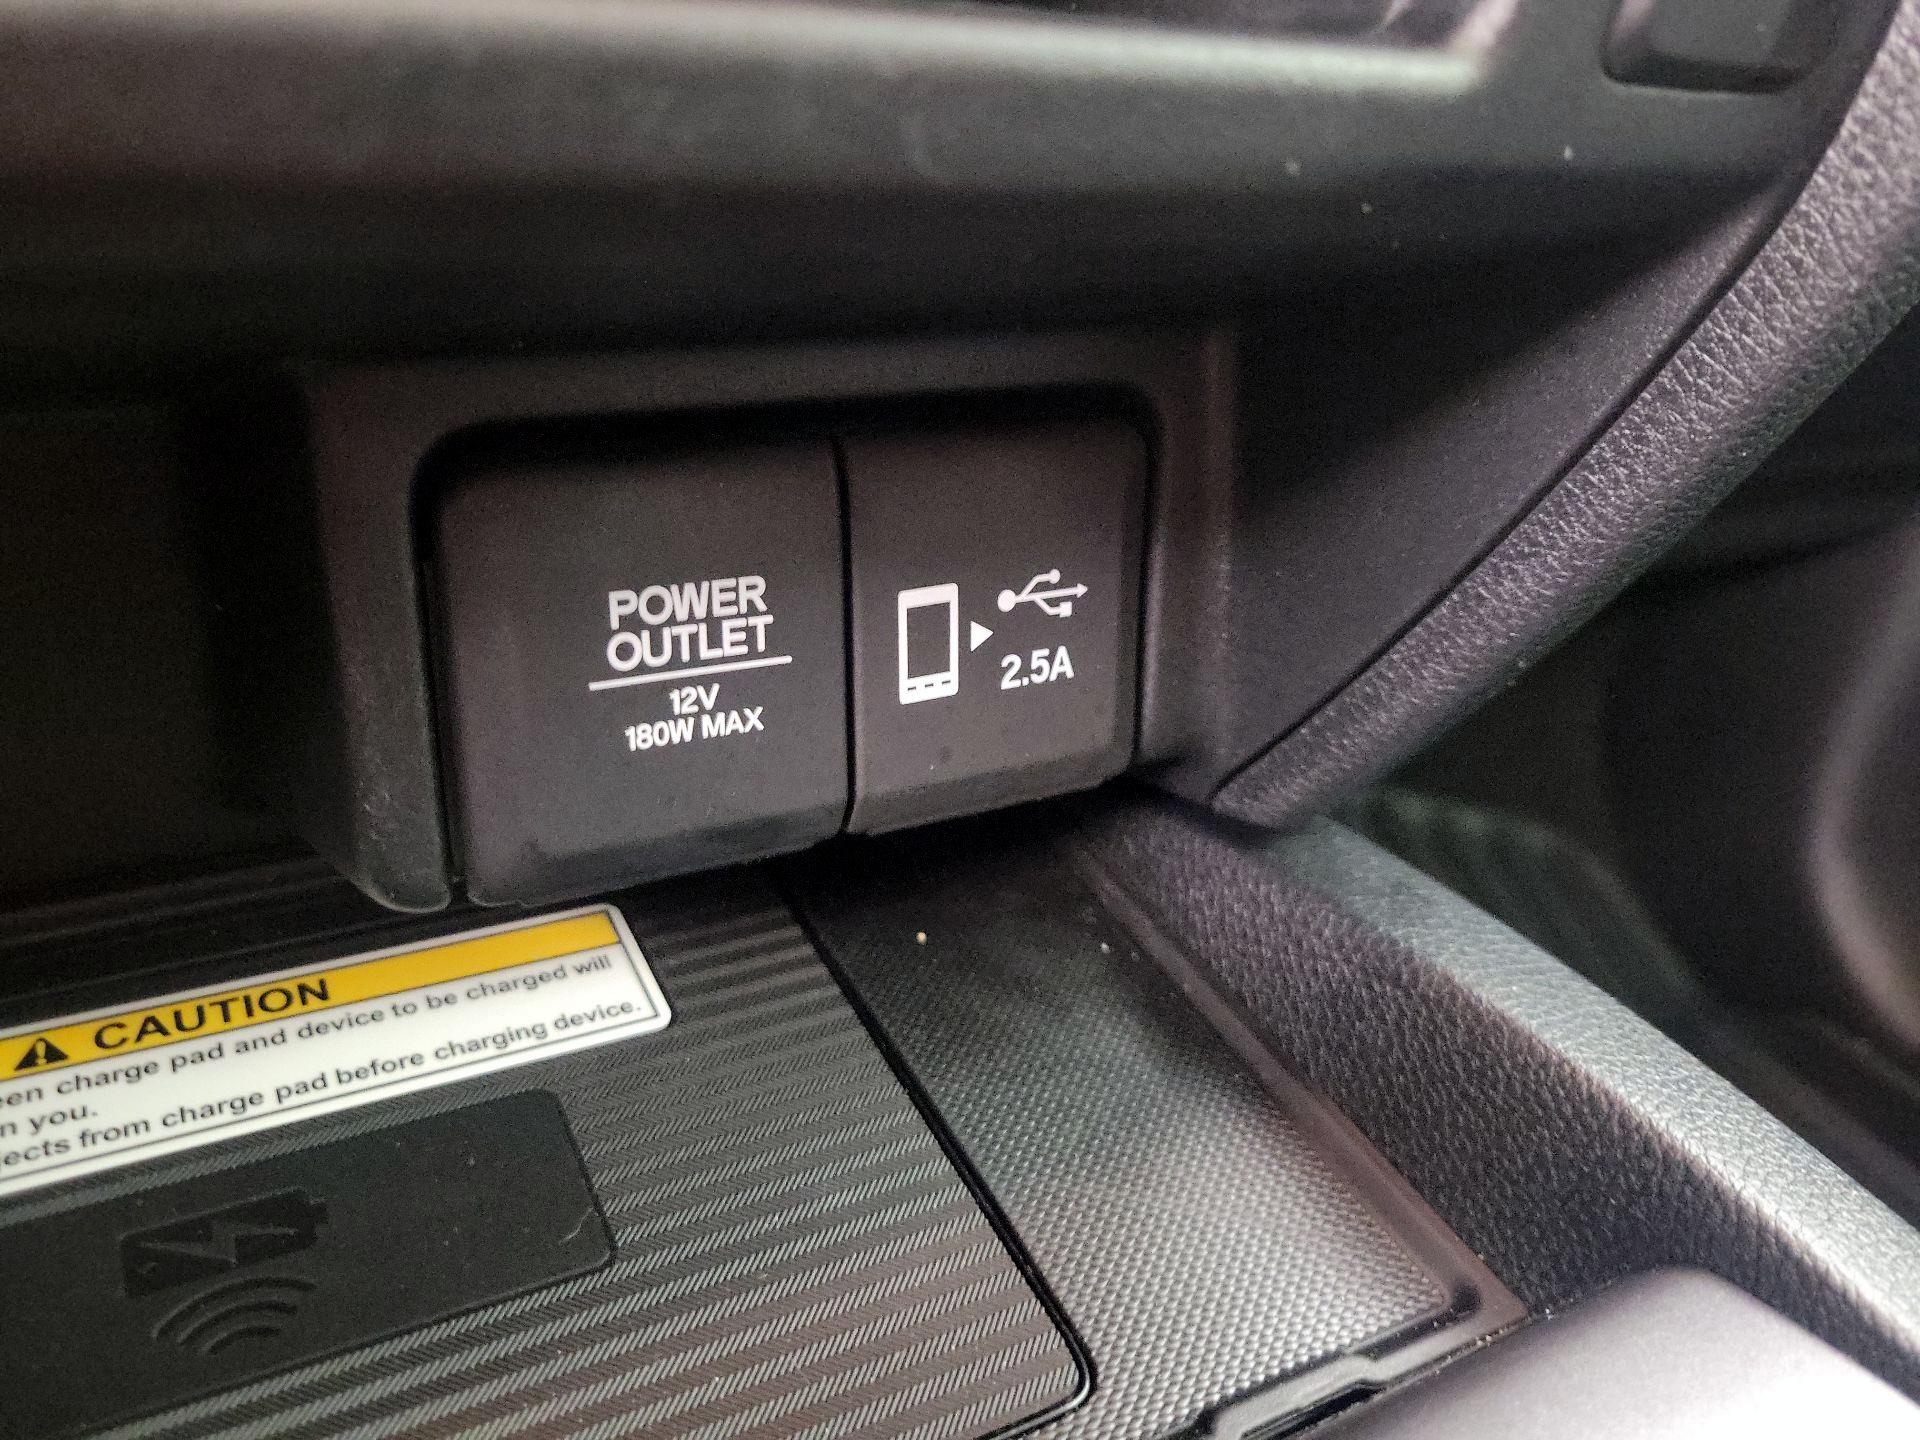 POWER
OUTLET
12V
180W MAX
2.5A
CAUTION
charge pad and device to be charged will
n you.
jects from charge pad before charging device.